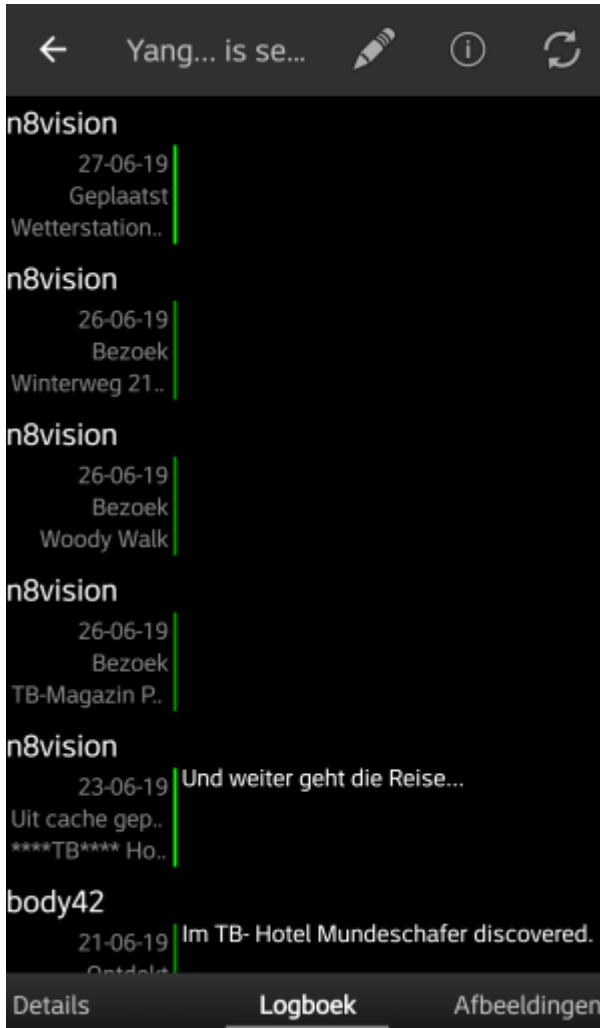 Yang... is se...
n8vision
27-06-19
Geplaatst
Wetterstation..
n8vision
26-06-19
Bezoek
Winterweg 21..
n8vision
26-06-19
Bezoek
Woody Walk
n8vision
26-06-19
Bezoek
TB-Magazin P..
n8vision
23-06-19
Uit cache gep..
****TB**** Ho..
Und weiter geht die Reise...
body42
21-06-19
Ontdekt
Im TB- Hotel Mundeschafer discovered.
Details Logboek Afbeeldingen